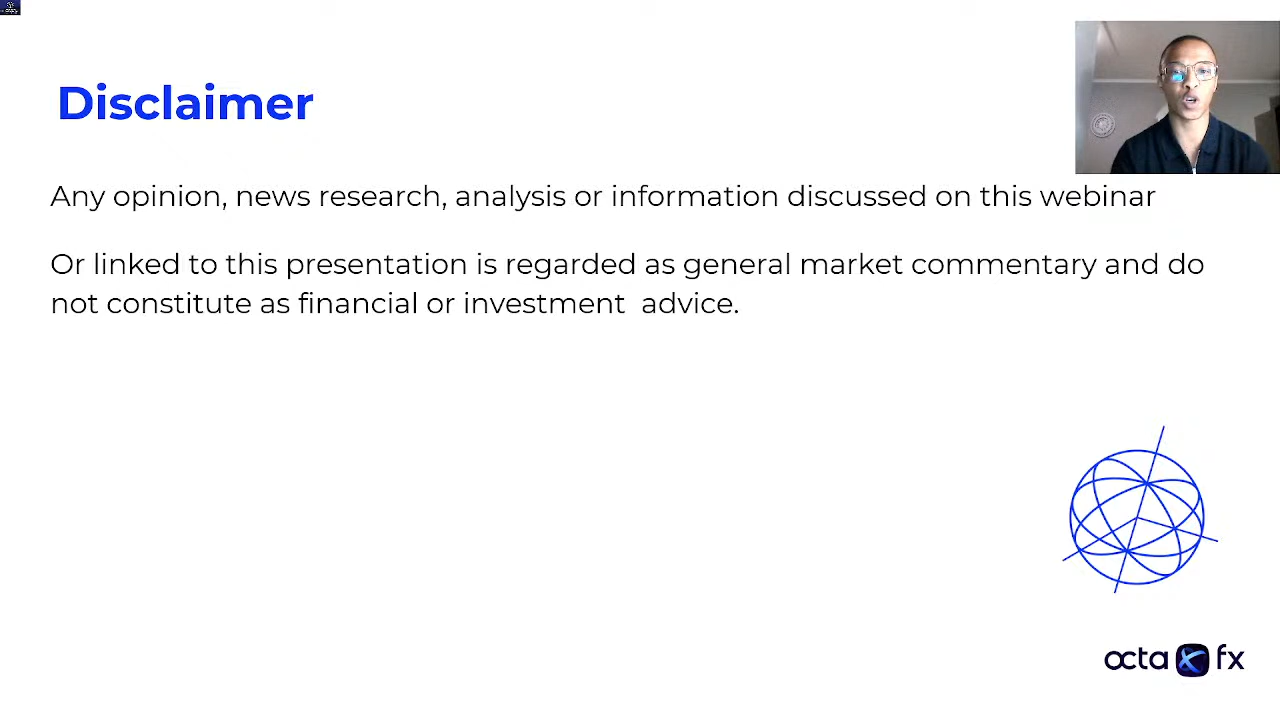 Disclaimer
Any opinion, news research, analysis or information discussed on this webinar
Or linked to this presentation is regarded as general market commentary and do
not constitute as financial or investment  advice.
octa fx